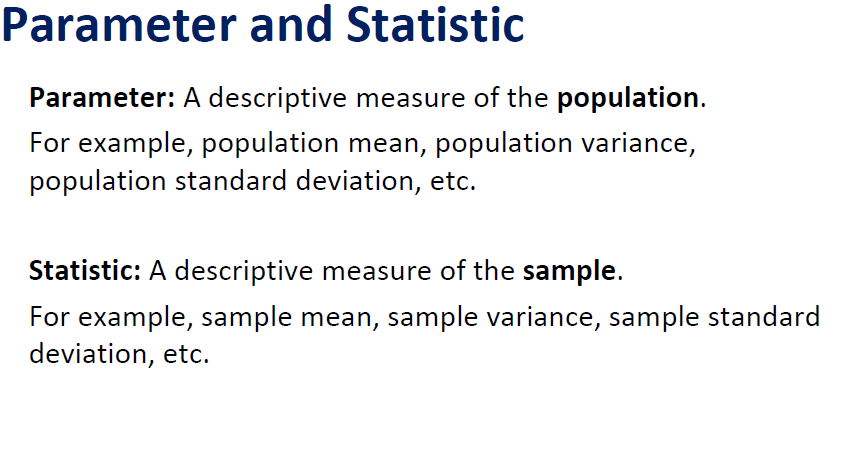 Parameter and Statistic
Parameter: A descriptive measure of the population.
For example, population mean, population variance,
population standard deviation, etc.
Statistic: A descriptive measure of the sample.
For example, sample mean, sample variance, sample standard
deviation, etc.